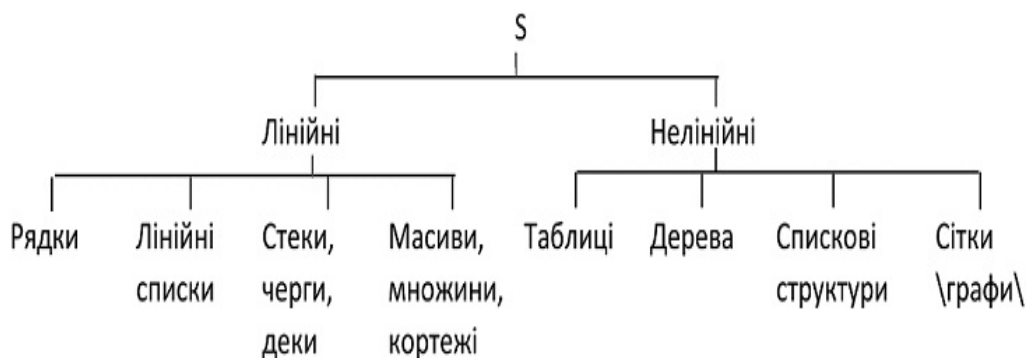 S
Лінійні
Нелінійні
Рядки
Лінійні
списки
Стеки,
черги,
деки
Масиви,
множини,
кортежі
Таблиці
Дерева
Спискові
структури
Сітки
\графи\